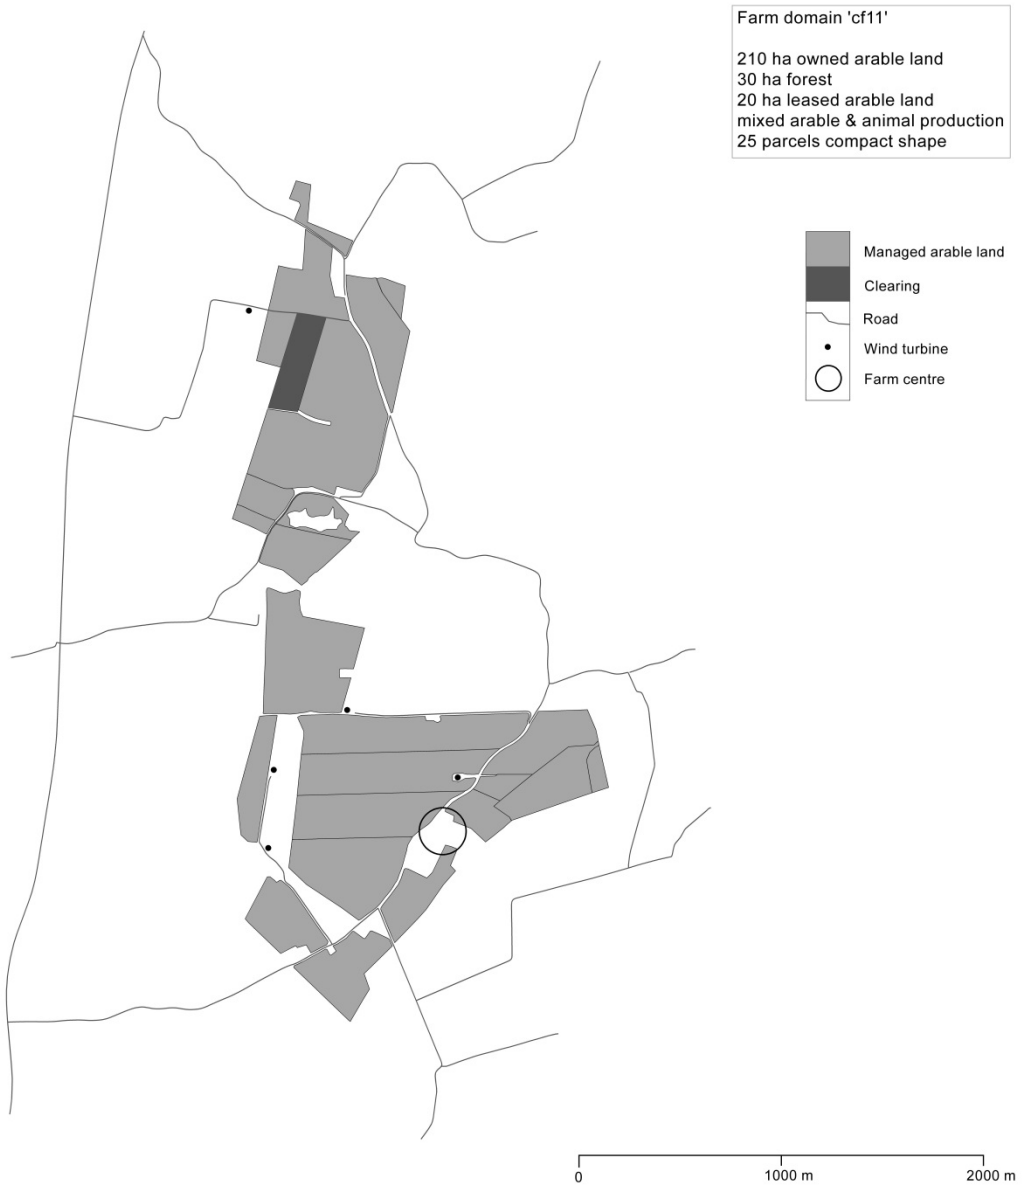 Farm domain 'cf11'
210 ha owned arable land
30 ha forest
20 ha leased arable land
mixed arable & animal production
25 parcels compact shape
Managed arable land
Clearing
Road
Wind turbine
Farm centre
0
1000 m
2000 m